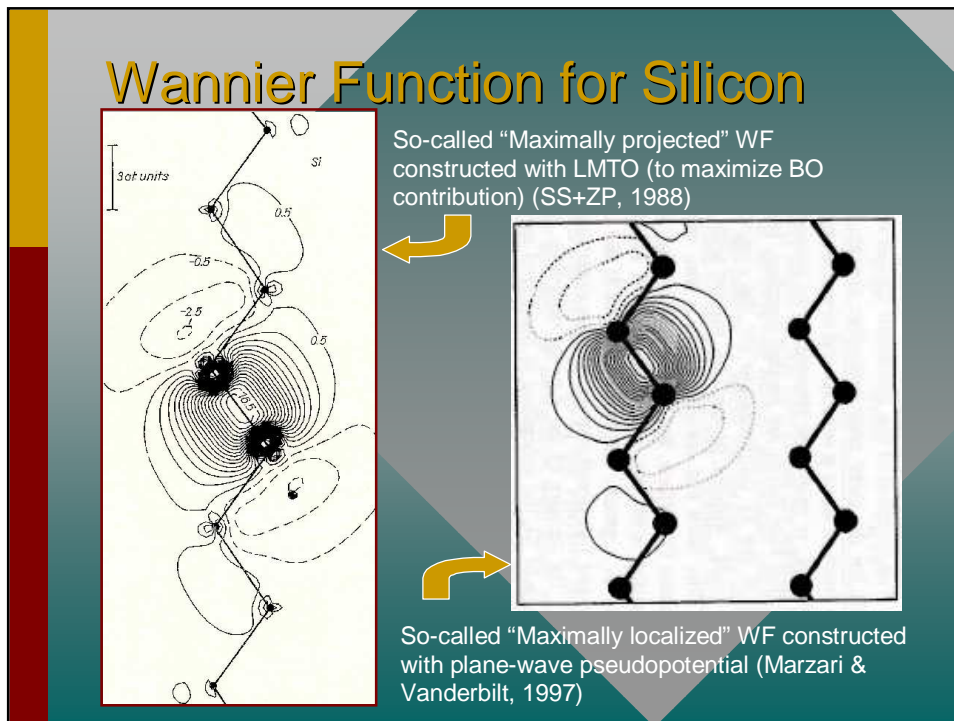 Wannier Function for Silicon
So-called “Maximally projected” WF
constructed with LMTO (to maximize BO
contribution) (SS+ZP, 1988)
Si
3 at units
0.5
-0.5
-2.5
0.5
16.5
So-called “Maximally localized” WF constructed
with plane-wave pseudopotential (Marzari &
Vanderbilt, 1997)